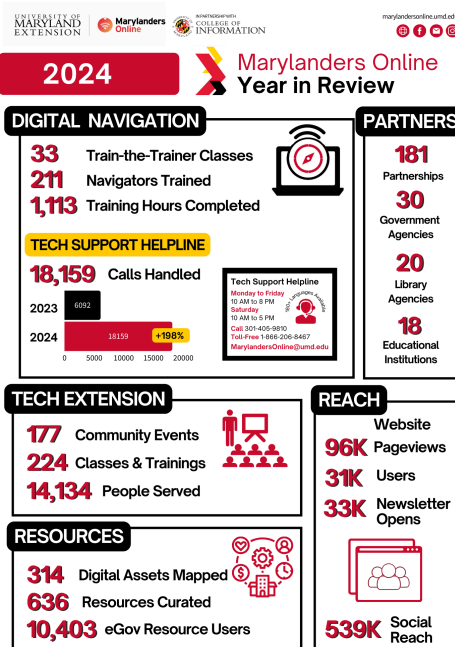 UNIVERSITY OF
MARYLAND
EXTENSION
Marylanders
Online
IN PARTNERSHIP WITH
COLLEGE OF
INFORMATION
marylandersonline.umd.edu
2024
Marylanders Online
Year in Review
DIGITAL NAVIGATION
33 Train-the-Trainer Classes
211 Navigators Trained
1,113 Training Hours Completed
TECH SUPPORT HELPLINE
18,159 Calls Handled
2023 6092
2024 18159 +198%
0 5000 10000 15000 20000
Tech Support Helpline
Monday to Friday
10 AM to 8 PM
Saturday
10 AM to 5 PM
Call 301-405-9810
Toll-Free 1-866-206-8467
MarylandersOnline@umd.edu
Languages Available
PARTNERS
181
Partnerships
30
Government
Agencies
20
Library
Agencies
18
Educational
Institutions
TECH EXTENSION
177 Community Events
224 Classes & Trainings
14,134 People Served
REACH
Website
96K Pageviews
31K Users
33K Newsletter
Opens
539K Social
Reach
RESOURCES
314 Digital Assets Mapped
636 Resources Curated
10,403 eGov Resource Users